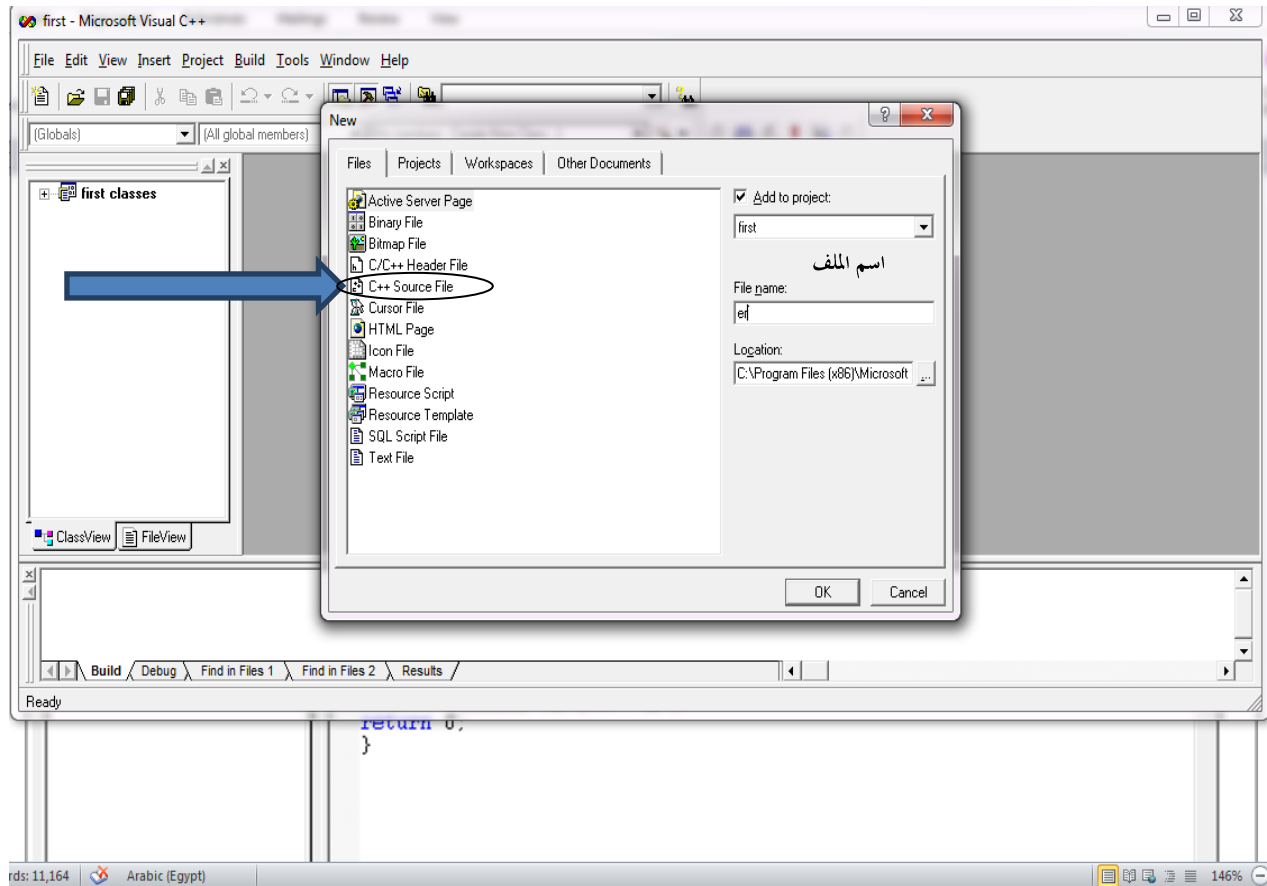 first - Microsoft Visual C++
File Edit View Insert Project Build Tools Window Help
(Globals)
(All global members)
first classes
ClassView
FileView
New
Files
Projects
Workspaces
Other Documents
Active Server Page
Binary File
Bitmap File
C/C++ Header File
C++ Source File
Cursor File
HTML Page
Icon File
Macro File
Resource Script
Resource Template
SQL Script File
Text File
Add to project:
first
اسم الملف
File name:
er
Location:
C:\Program Files (x86)\Microsoft
...
OK
Cancel
Build
Debug
Find in Files 1
Find in Files 2
Results
Ready
return 0;
}
rds: 11,164
Arabic (Egypt)
146%